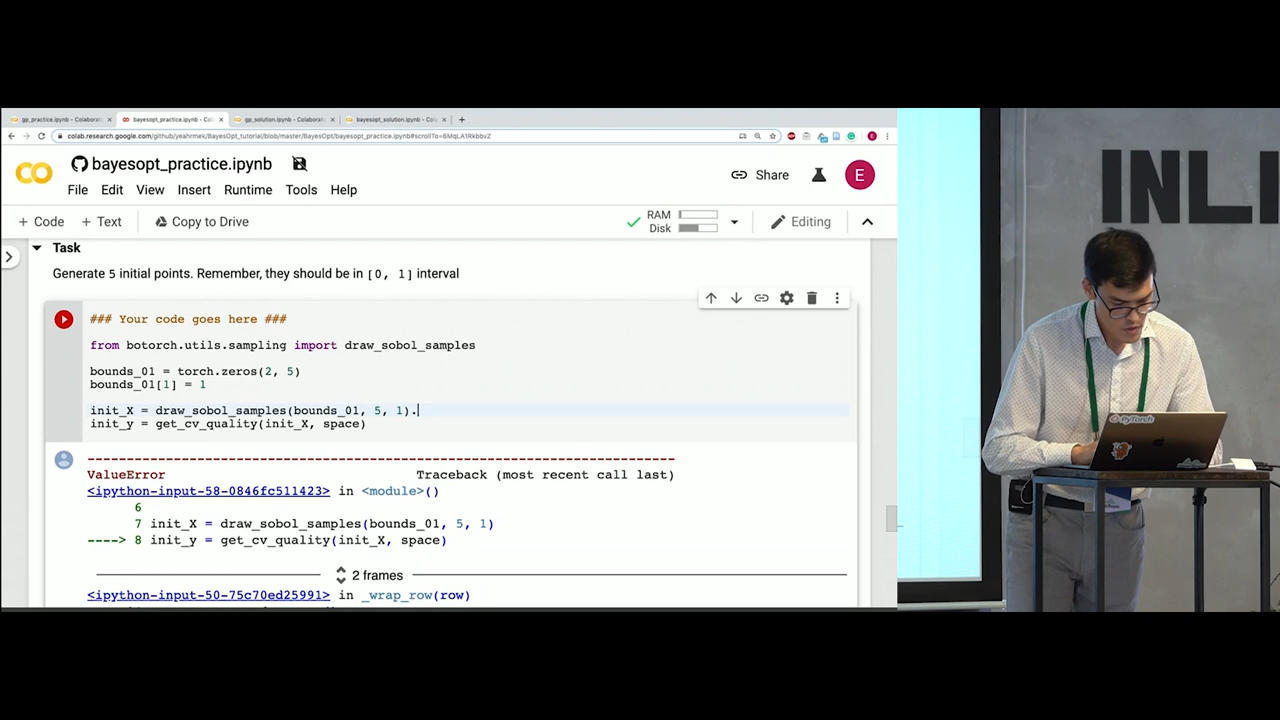 gp_practice.ipynb - Colaborat
bayesopt_practice.ipynb - Cola
gp_solution.ipynb - Colaborat
bayesopt_solution.ipynb - Cola
colab.research.google.com/github/yeahrmek/BayesOpt_tutorial/blob/master/BayesOpt/bayesopt_practice.ipynb#scrollTo=6MqLA1RkbbvZ
bayesopt_practice.ipynb
Share
E
File Edit View Insert Runtime Tools Help
+ Code + Text Copy to Drive
RAM
Disk
Editing
Task
Generate 5 initial points. Remember, they should be in [0, 1] interval
### Your code goes here ###
from botorch.utils.sampling import draw_sobol_samples
bounds_01 = torch.zeros(2, 5)
bounds_01[1] = 1
init_X = draw_sobol_samples(bounds_01, 5, 1).
init_y = get_cv_quality(init_X, space)
---------------------------------------------------------------------------
ValueError Traceback (most recent call last)
<ipython-input-58-0846fc511423> in <module>()
6
7 init_X = draw_sobol_samples(bounds_01, 5, 1)
----> 8 init_y = get_cv_quality(init_X, space)
2 frames
<ipython-input-50-75c70ed25991> in _wrap_row(row)
INLI
PyTorch